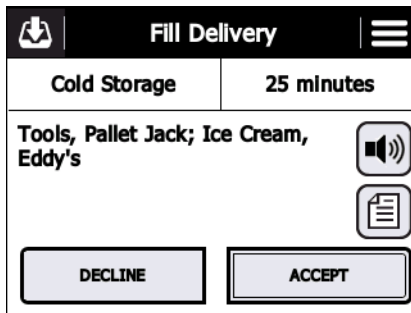 Fill Delivery
Cold Storage
25 minutes
Tools, Pallet Jack; Ice Cream,
Eddy's
DECLINE
ACCEPT